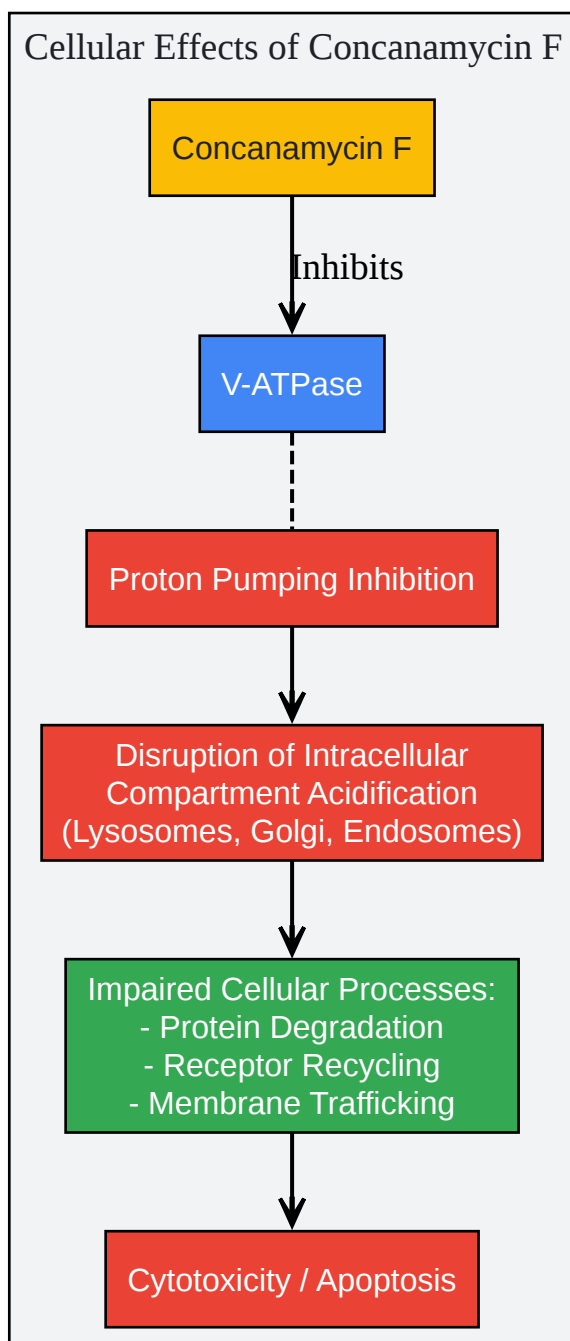 Cellular Effects of Concanamycin F
Concanamycin F
Inhibits
V-ATPase
Proton Pumping Inhibition
Disruption of Intracellular
Compartment Acidification
(Lysosomes, Golgi, Endosomes)
Impaired Cellular Processes:
- Protein Degradation
- Receptor Recycling
- Membrane Trafficking
Cytotoxicity / Apoptosis